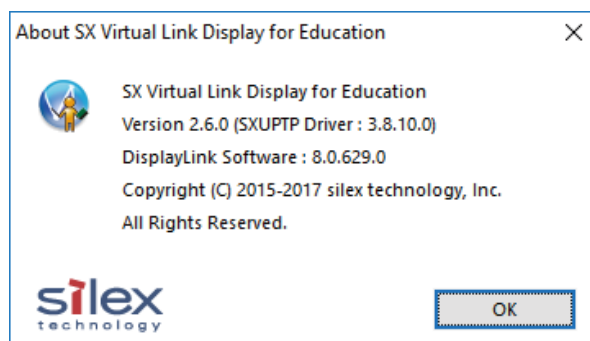 About SX Virtual Link Display for Education
SX Virtual Link Display for Education
Version 2.6.0 (SXUPTP Driver : 3.8.10.0)
DisplayLink Software : 8.0.629.0
Copyright (C) 2015-2017 silex technology, Inc.
All Rights Reserved.
silex
technology
OK